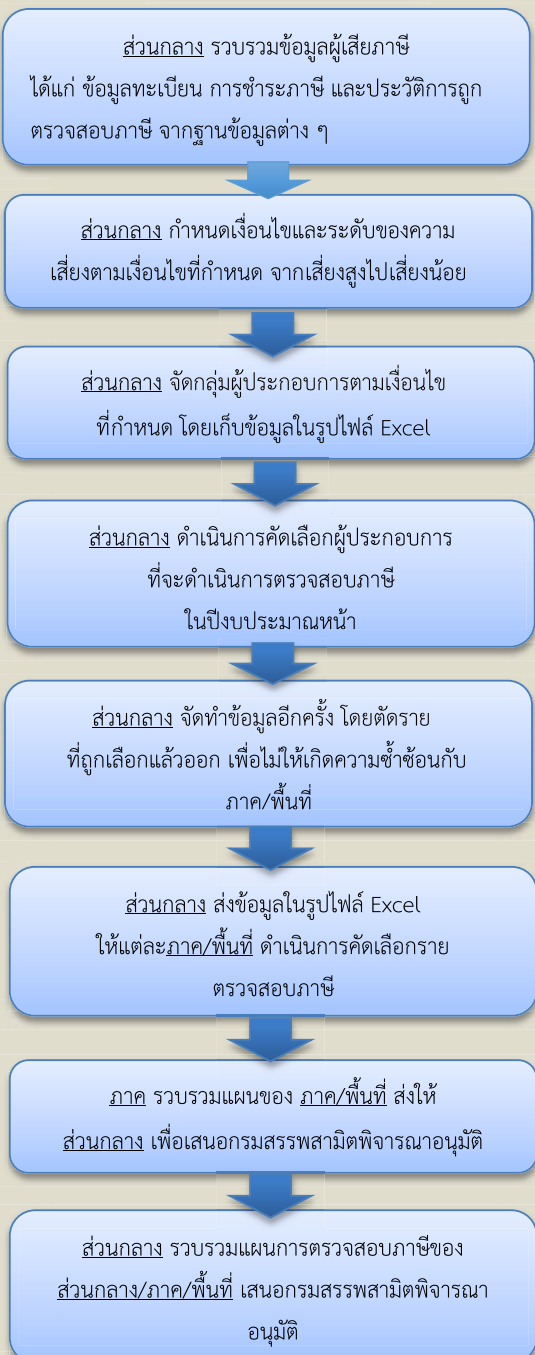 ส่วนกลาง รวบรวมข้อมูลผู้เสียภาษี
ได้แก่ ข้อมูลทะเบียน การชำระภาษี และประวัติการถูก
ตรวจสอบภาษี จากฐานข้อมูลต่าง ๆ
ส่วนกลาง กำหนดเงื่อนไขและระดับของความ
เสี่ยงตามเงื่อนไขที่กำหนด จากเสี่ยงสูงไปเสี่ยงน้อย
ส่วนกลาง จัดกลุ่มผู้ประกอบการตามเงื่อนไข
ที่กำหนด โดยเก็บข้อมูลในรูปไฟล์ Excel
ส่วนกลาง ดำเนินการคัดเลือกผู้ประกอบการ
ที่จะดำเนินการตรวจสอบภาษี
ในปีงบประมาณหน้า
ส่วนกลาง จัดทำข้อมูลอีกครั้ง โดยตัดราย
ที่ถูกเลือกแล้วออก เพื่อไม่ให้เกิดความซ้ำซ้อนกับ
ภาค/พื้นที่
ส่วนกลาง ส่งข้อมูลในรูปไฟล์ Excel
ให้แต่ละภาค/พื้นที่ ดำเนินการคัดเลือกราย
ตรวจสอบภาษี
ภาค รวบรวมแผนของ ภาค/พื้นที่ ส่งให้
ส่วนกลาง เพื่อเสนอกรมสรรพสามิตพิจารณาอนุมัติ
ส่วนกลาง รวบรวมแผนการตรวจสอบภาษีของ
ส่วนกลาง/ภาค/พื้นที่ เสนอกรมสรรพสามิตพิจารณา
อนุมัติ